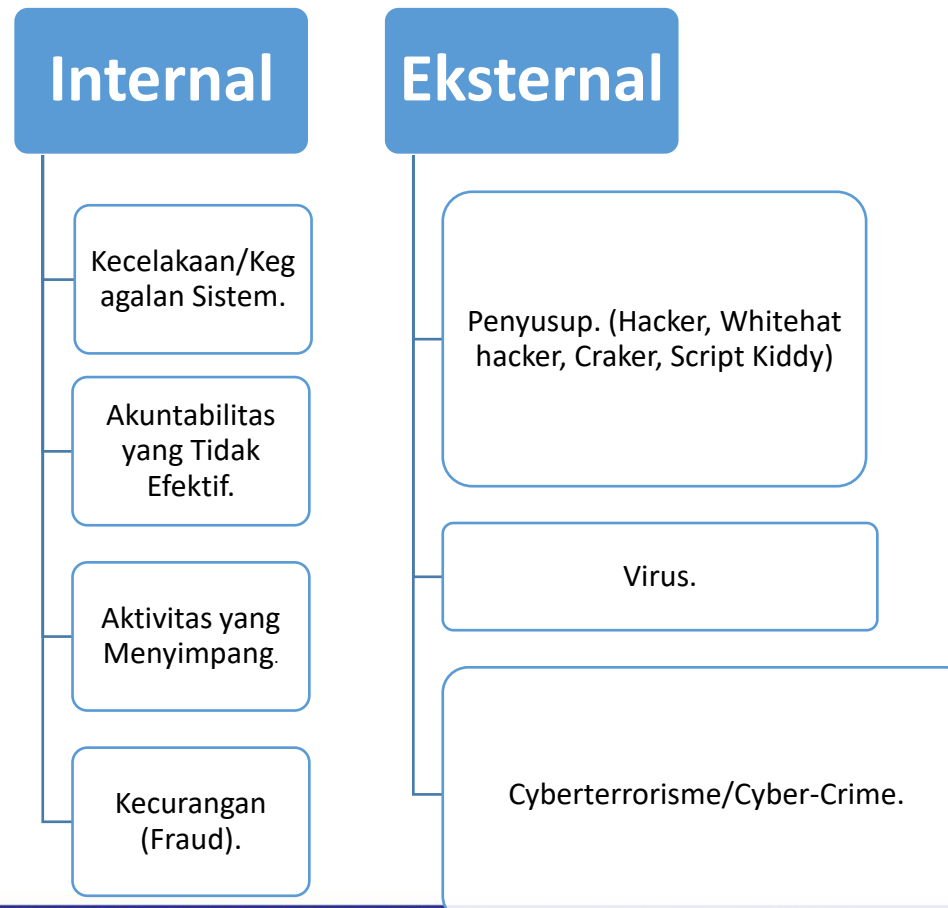 Internal
Kecelakaan/Keg
agalan Sistem.
Akuntabilitas
yang Tidak
Efektif.
Aktivitas yang
Menyimpang.
Kecurangan
(Fraud).
Eksternal
Penyusup. (Hacker, Whitehat
hacker, Craker, Script Kiddy)
Virus.
Cyberterrorisme/Cyber-Crime.